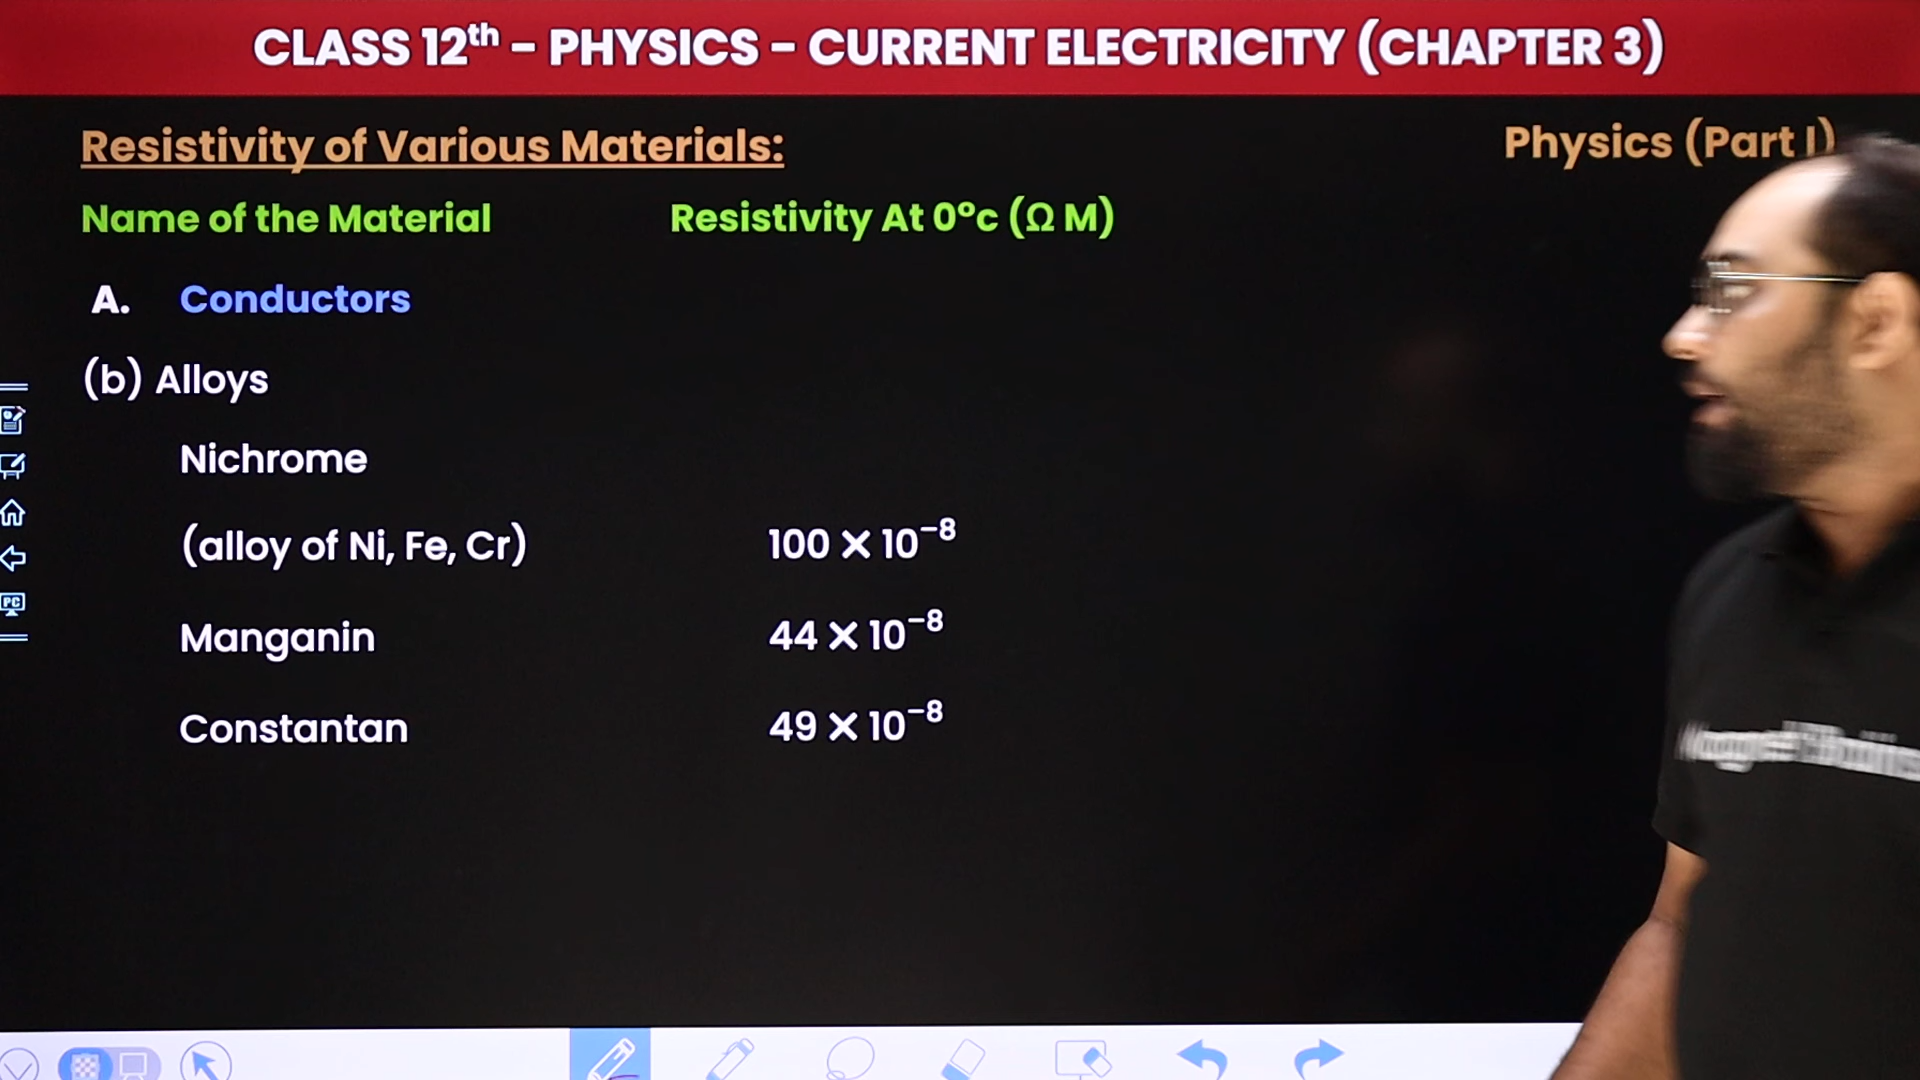 CLASS 12th – PHYSICS – CURRENT ELECTRICITY (CHAPTER 3)
Resistivity of Various Materials:
Physics (Part I)
Name of the Material Resistivity At 0°c (Ω M)
A. Conductors
(b) Alloys
Nichrome
(alloy of Ni, Fe, Cr) 100 × 10⁻⁸
Manganin 44 × 10⁻⁸
Constantan 49 × 10⁻⁸
PC